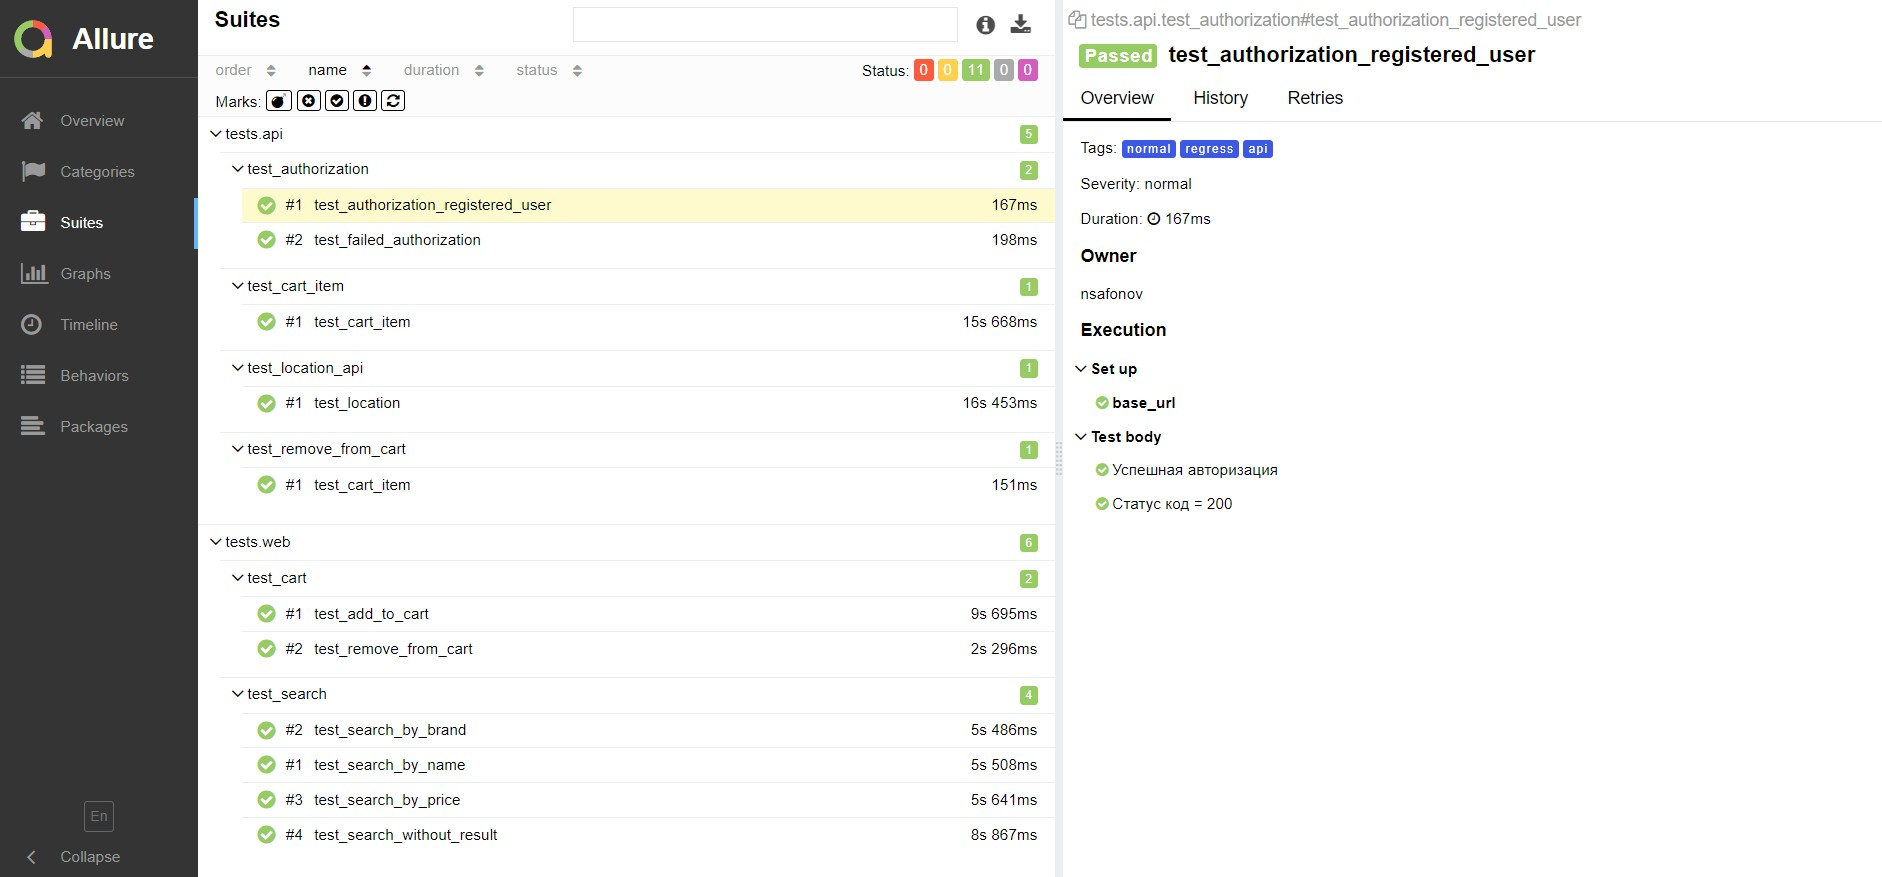 Allure
Overview
Categories
Suites
Graphs
Timeline
Behaviors
Packages
En
Collapse
Suites
order name duration status Status: 0 0 11 0 0
Marks:
tests.api 5
test_authorization 2
#1 test_authorization_registered_user 167ms
#2 test_failed_authorization 198ms
test_cart_item 1
#1 test_cart_item 15s 668ms
test_location_api 1
#1 test_location 16s 453ms
test_remove_from_cart 1
#1 test_cart_item 151ms
tests.web 6
test_cart 2
#1 test_add_to_cart 9s 695ms
#2 test_remove_from_cart 2s 296ms
test_search 4
#2 test_search_by_brand 5s 486ms
#1 test_search_by_name 5s 508ms
#3 test_search_by_price 5s 641ms
#4 test_search_without_result 8s 867ms
tests.api.test_authorization#test_authorization_registered_user
Passed test_authorization_registered_user
Overview History Retries
Tags: normal regress api
Severity: normal
Duration: 167ms
Owner
nsafonov
Execution
Set up
base_url
Test body
Успешная авторизация
Статус код = 200